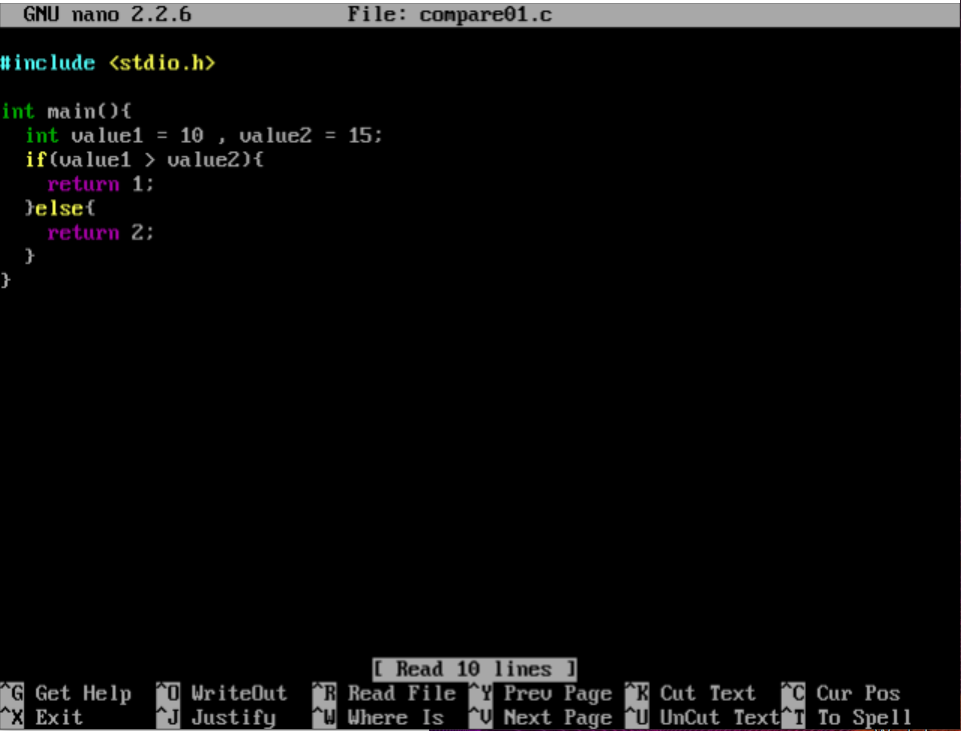 GNU nano 2.2.6 File: compare01.c
#include <stdio.h>
int main(){
int value1 = 10 , value2 = 15;
if(value1 > value2){
return 1;
}else{
return 2;
}
}
[ Read 10 lines ]
^G Get Help ^O WriteOut ^R Read File ^Y Prev Page ^K Cut Text ^C Cur Pos
^X Exit ^J Justify ^W Where Is ^V Next Page ^U UnCut Text ^T To Spell